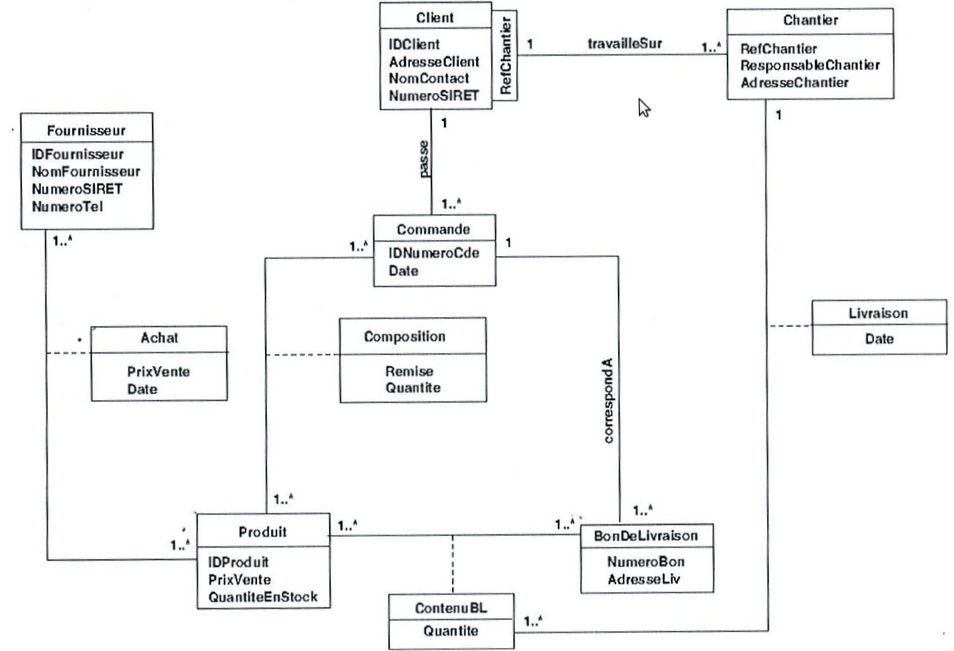 Client
IDClient
AdresseClient
NomContact
NumeroSIRET
RefChantier
1
travailleSur
1..*
Chantier
RefChantier
ResponsableChantier
AdresseChantier
1
passe
1..*
1
Fournisseur
IDFournisseur
NomFournisseur
NumeroSIRET
NumeroTel
1..*
Commande
IDNumeroCde
Date
1..*
1
Achat
PrixVente
Date
Composition
Remise
Quantite
Livraison
Date
correspondA
1..*
1..*
1..*
Produit
IDProduit
PrixVente
QuantiteEnStock
1..*
1..*
BonDeLivraison
NumeroBon
AdresseLiv
ContenuBL
Quantite
1..*